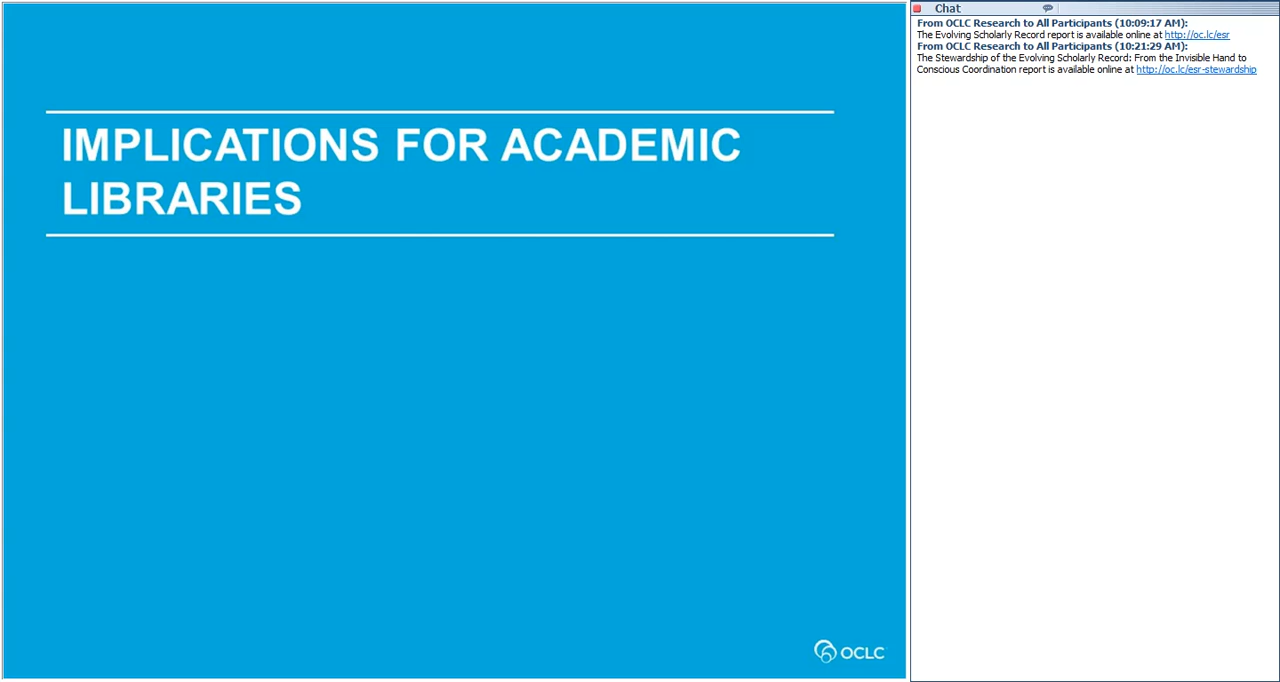 IMPLICATIONS FOR ACADEMIC
LIBRARIES
OCLC
Chat
From OCLC Research to All Participants (10:09:17 AM):
The Evolving Scholarly Record report is available online at http://oc.lc/esr
From OCLC Research to All Participants (10:21:29 AM):
The Stewardship of the Evolving Scholarly Record: From the Invisible Hand to
Conscious Coordination report is available online at http://oc.lc/esr-stewardship